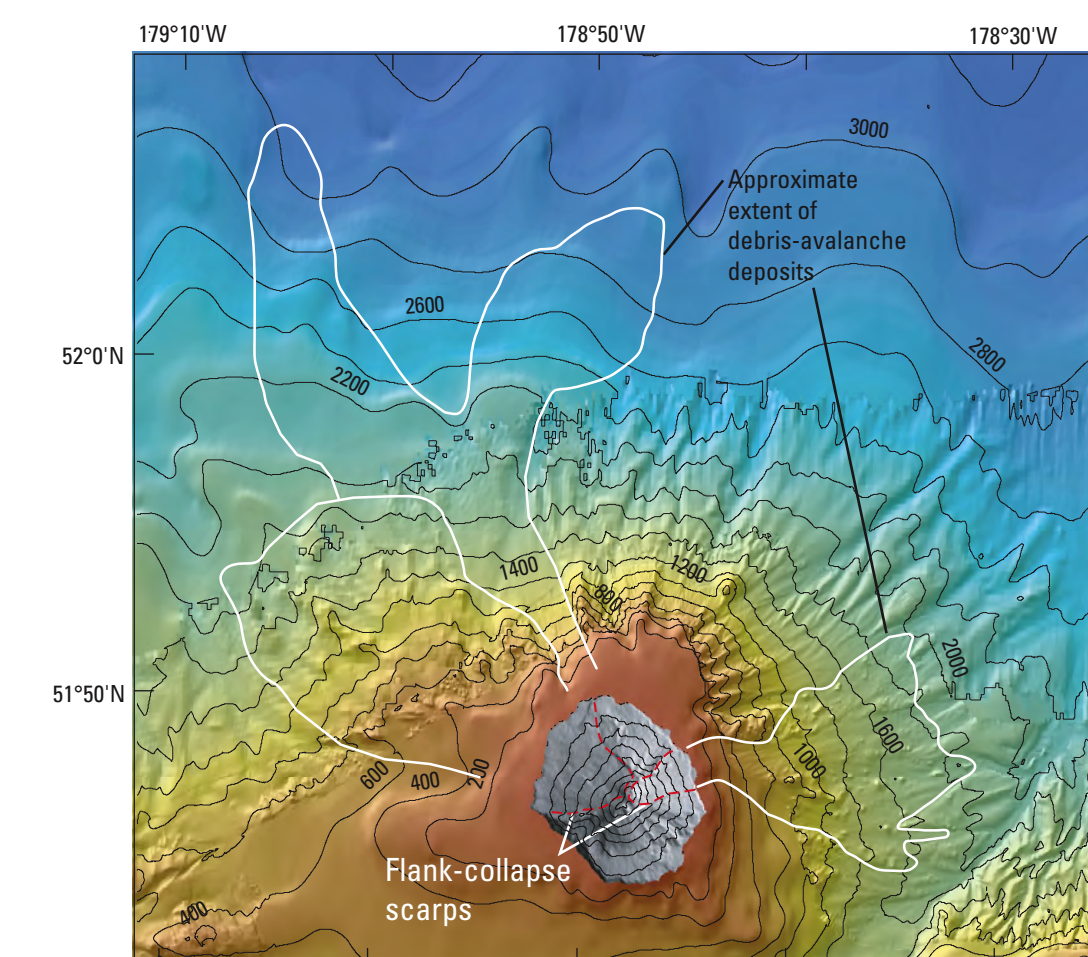 179°10'W
178°50'W
178°30'W
3000
Approximate
extent of
debris-avalanche
deposits
2600
52°0'N
2800
2200
1400
1200
800
2000
51°50'N
1600
1000
600
400
200
Flank-collapse
scarps
400